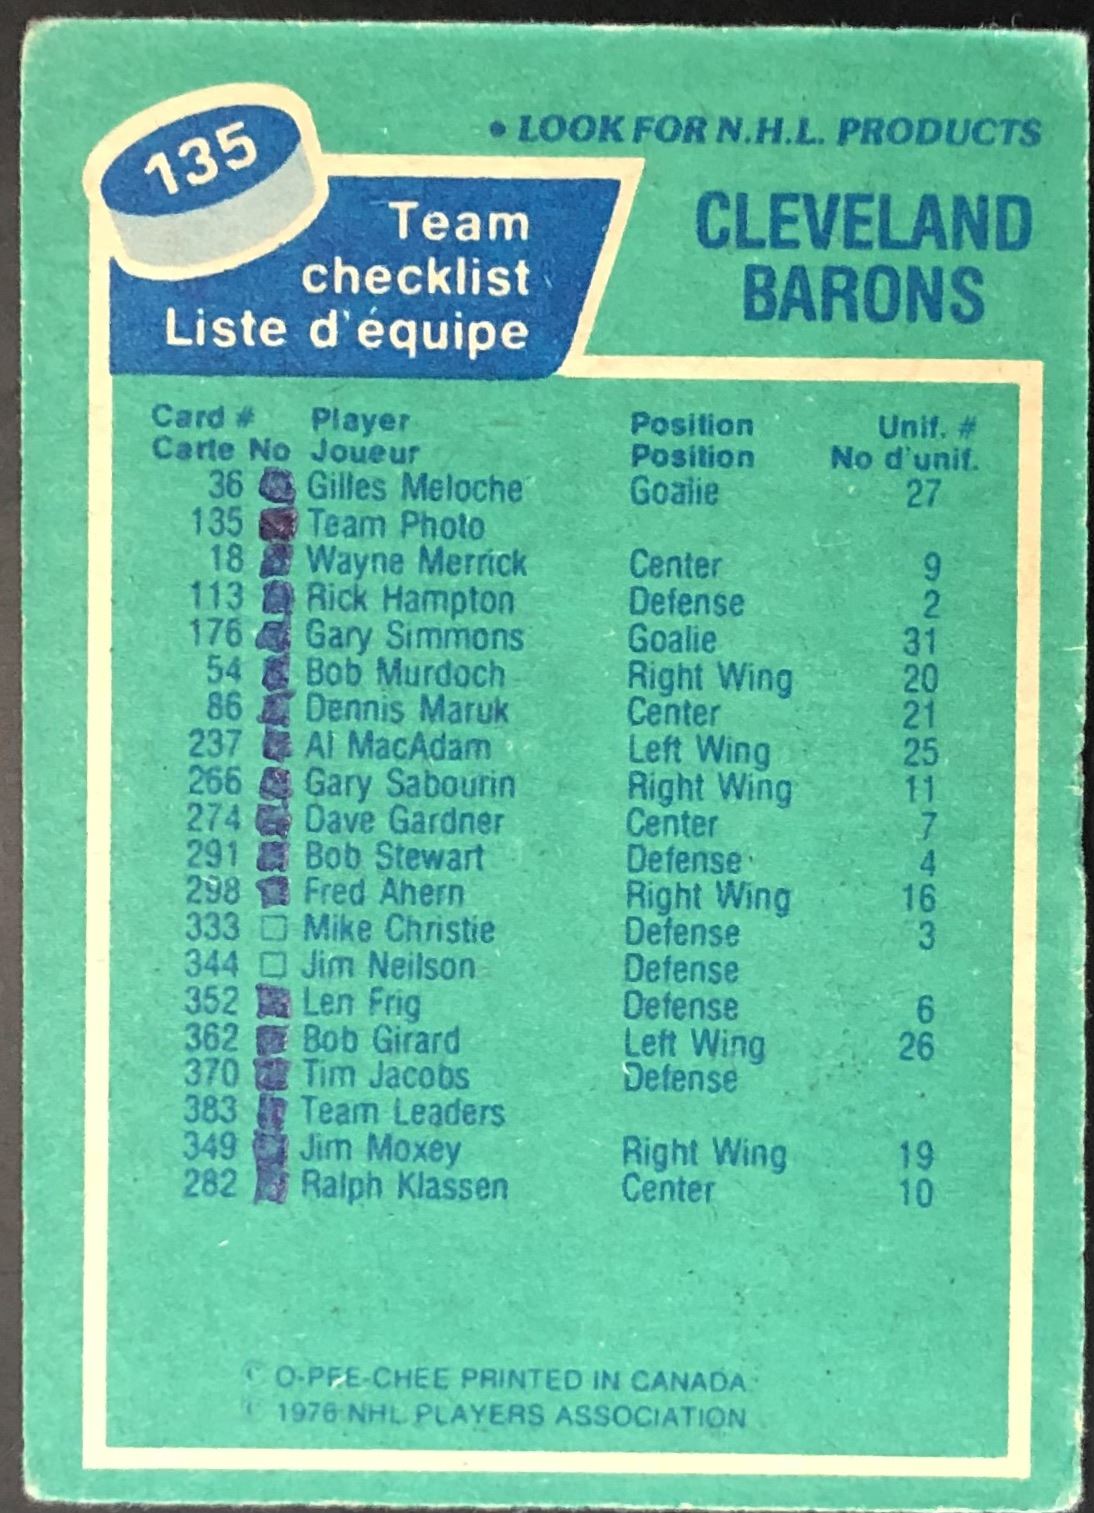 135
• LOOK FOR N.H.L. PRODUCTS
Team
checklist
Liste d'équipe
CLEVELAND
BARONS
Card # Player Position Unif. #
Carte No Joueur Position No d'unif.
36 Gilles Meloche Goalie 27
135 Team Photo
18 Wayne Merrick Center 9
113 Rick Hampton Defense 2
176 Gary Simmons Goalie 31
54 Bob Murdoch Right Wing 20
86 Dennis Maruk Center 21
237 Al MacAdam Left Wing 25
266 Gary Sabourin Right Wing 11
274 Dave Gardner Center 7
291 Bob Stewart Defense 4
298 Fred Ahern Right Wing 16
333 □ Mike Christie Defense 3
344 □ Jim Neilson Defense
352 Len Frig Defense 6
362 Bob Girard Left Wing 26
370 Tim Jacobs Defense
383 Team Leaders
349 Jim Moxey Right Wing 19
282 Ralph Klassen Center 10
© O-PEE-CHEE PRINTED IN CANADA
© 1976 NHL PLAYERS ASSOCIATION